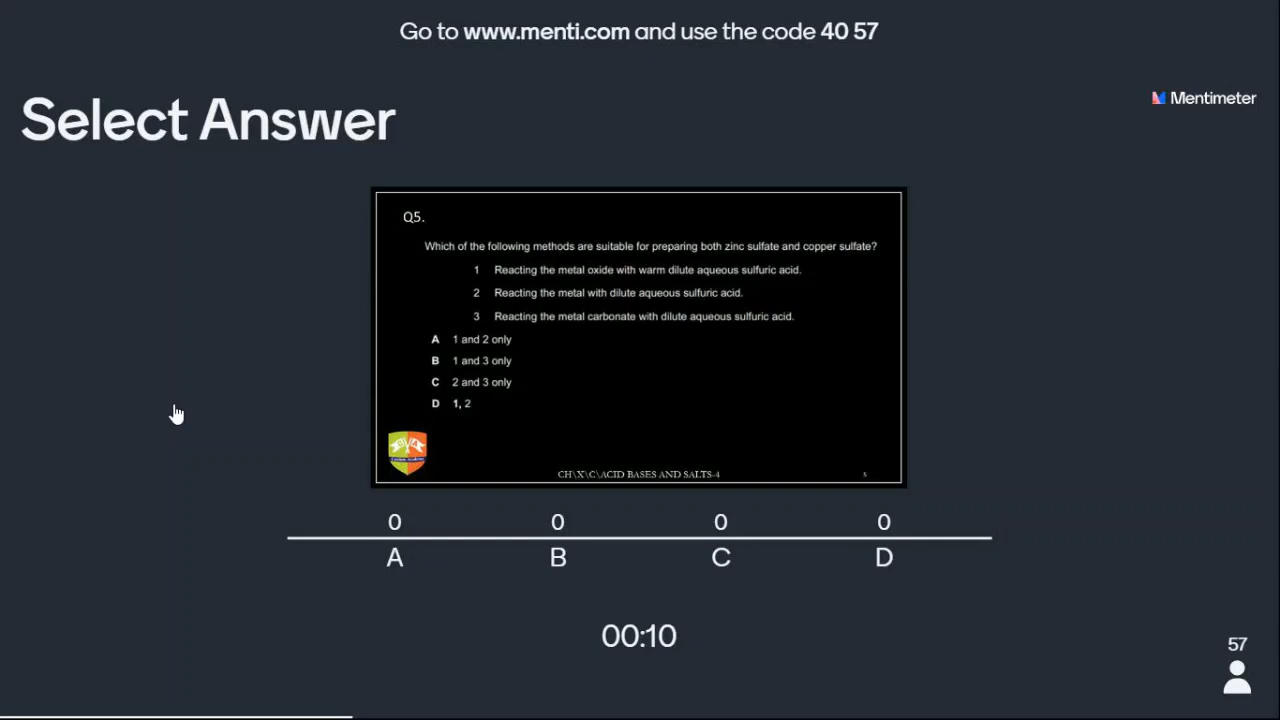 Go to www.menti.com and use the code 40 57
Mentimeter
Select Answer
Q5.
Which of the following methods are suitable for preparing both zinc sulfate and copper sulfate?
1 Reacting the metal oxide with warm dilute aqueous sulfuric acid.
2 Reacting the metal with dilute aqueous sulfuric acid.
3 Reacting the metal carbonate with dilute aqueous sulfuric acid.
A 1 and 2 only
B 1 and 3 only
C 2 and 3 only
D 1, 2
CH\X\C\ACID BASES AND SALTS-4
5
0 0 0 0
A B C D
00:10
57